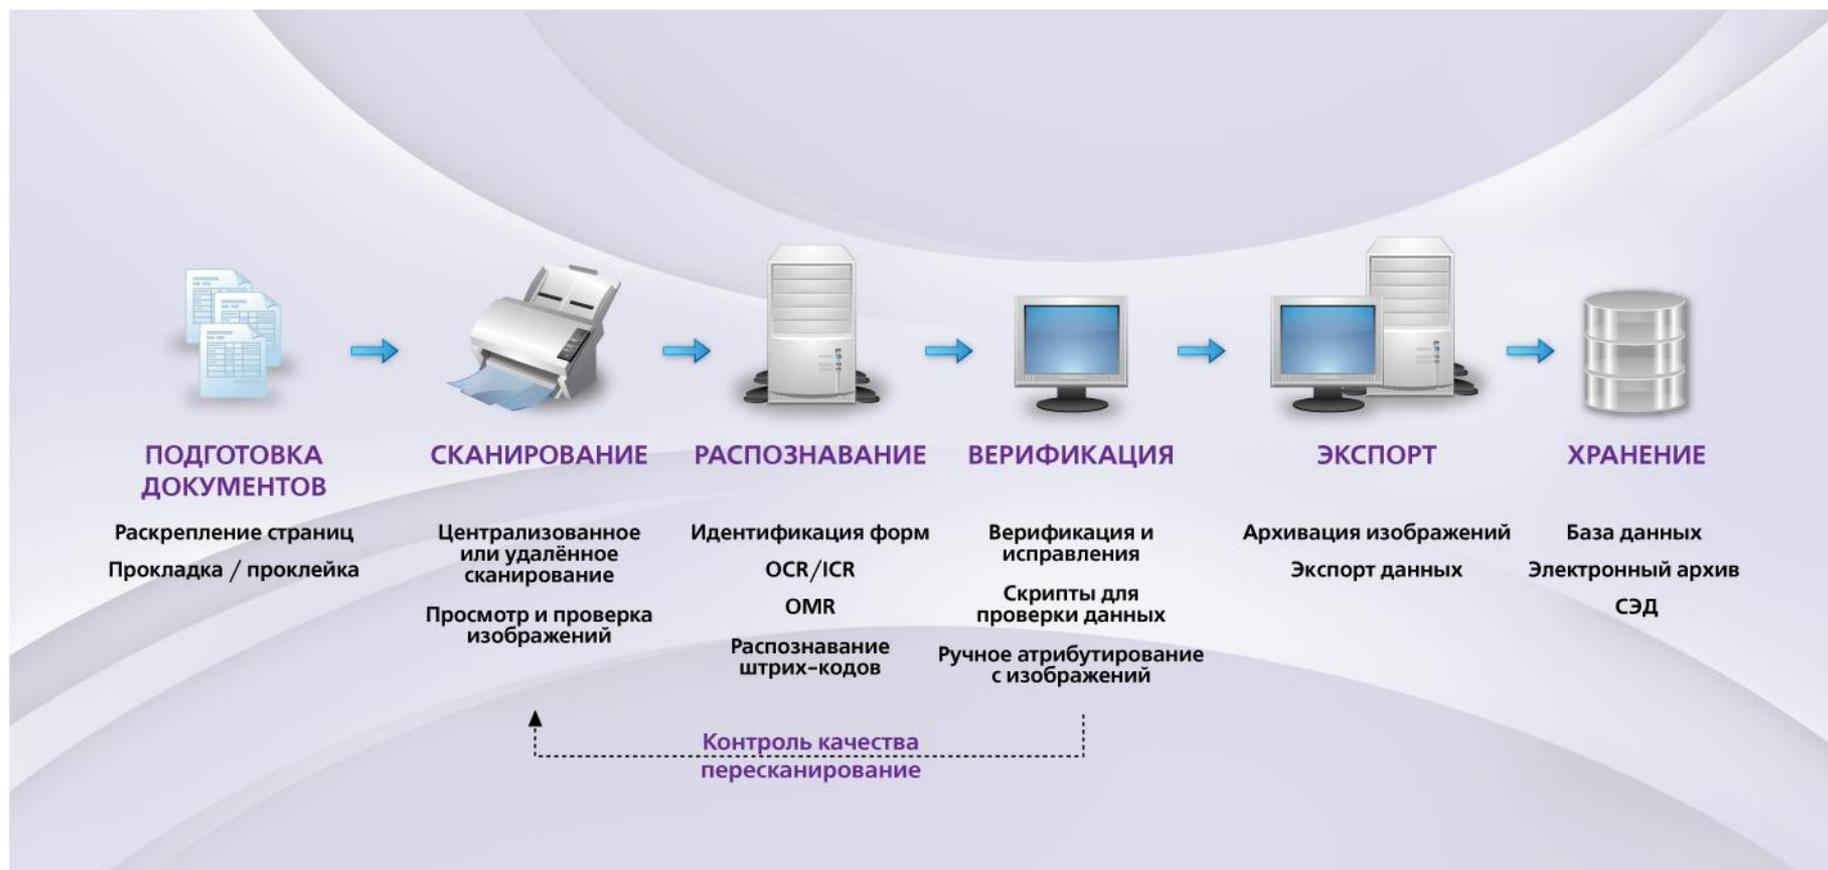 ПОДГОТОВКА
ДОКУМЕНТОВ
Раскрепление страниц
Прокладка / проклейка
СКАНИРОВАНИЕ
Централизованное
или удалённое
сканирование
Просмотр и проверка
изображений
РАСПОЗНАВАНИЕ
Идентификация форм
OCR/ICR
OMR
Распознавание
штрих-кодов
ВЕРИФИКАЦИЯ
Верификация и
исправления
Скрипты для
проверки данных
Ручное атрибутирование
с изображений
ЭКСПОРТ
Архивация изображений
Экспорт данных
ХРАНЕНИЕ
База данных
Электронный архив
СЭД
Контроль качества
пересканирование